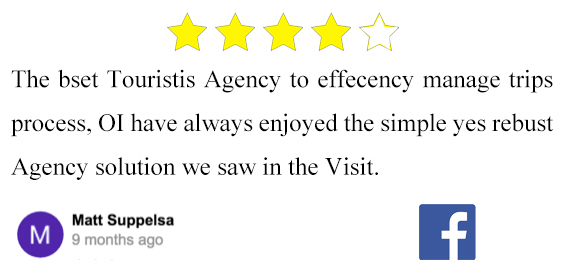 The bset Touristis Agency to effecency manage trips
process, OI have always enjoyed the simple yes rebust
Agency solution we saw in the Visit.
M
Matt Suppelsa
9 months ago
f